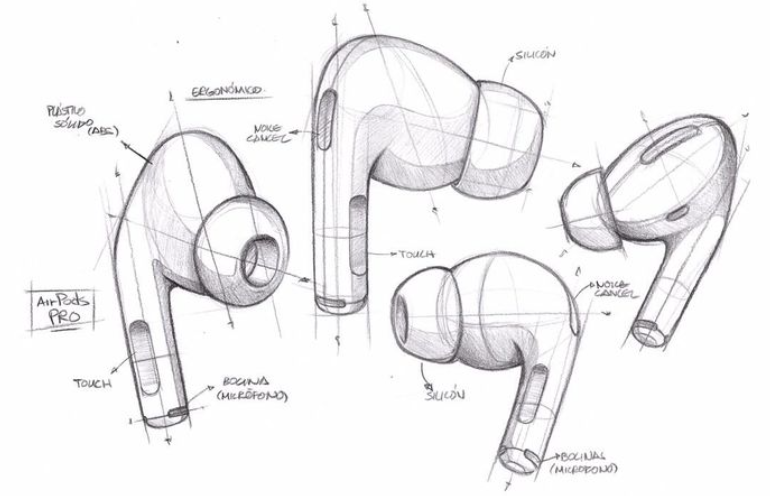 ERGONÓMICO.
SILICÓN
PLÁSTICO
SÓLIDO
(ABS)
NOICE
CANCEL
TOUCH
AirPods
PRO
NOICE
CANCEL
TOUCH
BOCINA
(MICRÓFONO)
SILICÓN
BOCINAS
(MICRÓFONO)